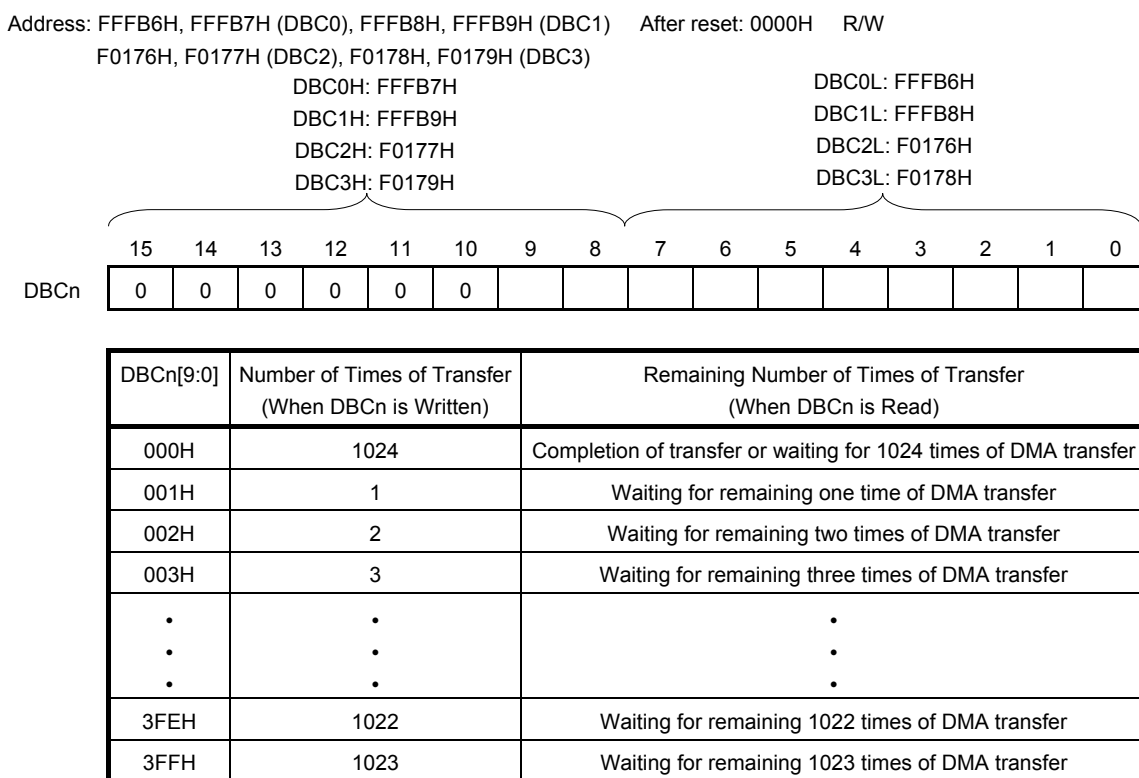 Address: FFFB6H, FFFB7H (DBC0), FFFB8H, FFFB9H (DBC1) After reset: 0000H R/W
F0176H, F0177H (DBC2), F0178H, F0179H (DBC3)
DBC0H: FFFB7H DBC0L: FFFB6H
DBC1H: FFFB9H DBC1L: FFFB8H
DBC2H: F0177H DBC2L: F0176H
DBC3H: F0179H DBC3L: F0178H
15 14 13 12 11 10 9 8 7 6 5 4 3 2 1 0
DBCn 0 0 0 0 0 0
DBCn[9:0] Number of Times of Transfer Remaining Number of Times of Transfer
(When DBCn is Written) (When DBCn is Read)
000H 1024 Completion of transfer or waiting for 1024 times of DMA transfer
001H 1 Waiting for remaining one time of DMA transfer
002H 2 Waiting for remaining two times of DMA transfer
003H 3 Waiting for remaining three times of DMA transfer
• • •
• • •
• • •
3FEH 1022 Waiting for remaining 1022 times of DMA transfer
3FFH 1023 Waiting for remaining 1023 times of DMA transfer